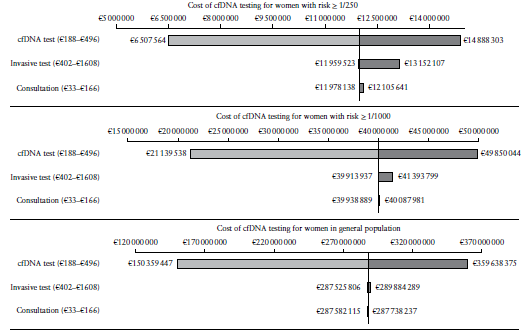 Cost of cfDNA testing for women with risk ≥ 1/250
€5 000 000 €6 500 000 €8 000 000 €9 500 000 €11 000 000 €12 500 000 €14 000 000
cfDNA test (€188–€496) €6 507 564 €14 888 303
Invasive test (€402–€1608) €11 959 523 €13 152 107
Consultation (€33–€166) €11 978 138 €12 105 641
Cost of cfDNA testing for women with risk ≥ 1/1000
€15 000 000 €20 000 000 €25 000 000 €30 000 000 €35 000 000 €40 000 000 €45 000 000 €50 000 000
cfDNA test (€188–€496) €21 139 538 €49 850 044
Invasive test (€402–€1608) €39 913 937 €41 393 799
Consultation (€33–€166) €39 938 889 €40 087 981
Cost of cfDNA testing for women in general population
€120 000 000 €170 000 000 €220 000 000 €270 000 000 €320 000 000 €370 000 000
cfDNA test (€188–€496) €150 359 447 €359 638 375
Invasive test (€402–€1608) €287 525 806 €289 884 289
Consultation (€33–€166) €287 582 115 €287 738 237